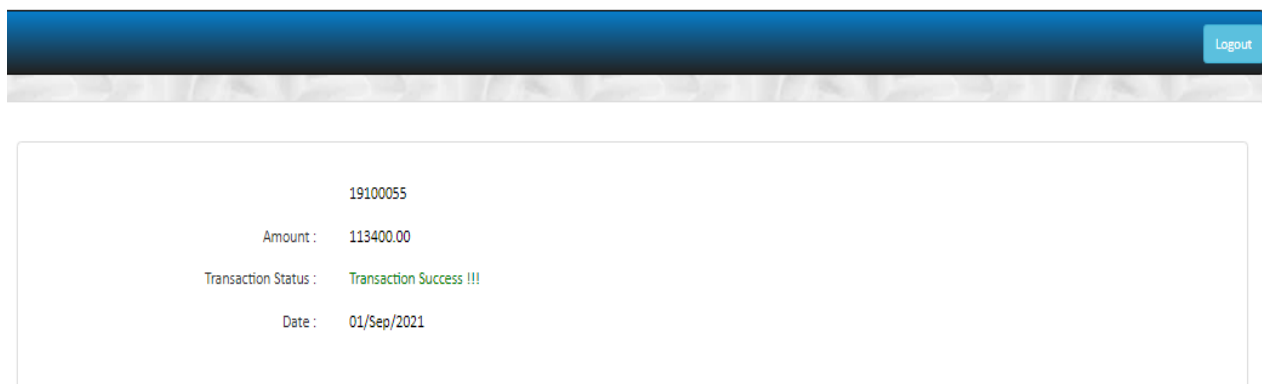 Logout
19100055
Amount : 113400.00
Transaction Status : Transaction Success !!!
Date : 01/Sep/2021